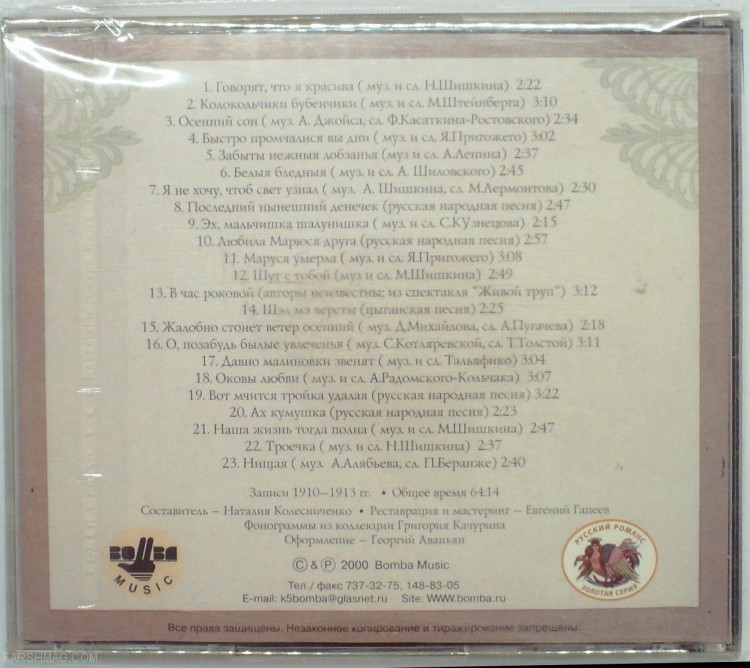 1. Говорят, что я красива ( муз. и сл. Н.Шишкина) 2:22
2. Колокольчики бубенчики ( муз. и сл. М.Штейнберга) 3:10
3. Осенний сон ( муз. А. Джойса, сл. Ф.Касаткина-Ростовского) 2:34
4. Быстро промчалися вы дни ( муз. и сл. Я.Пригожего) 3:02
5. Забыты нежныя лобзанья (муз и сл. А.Ленина) 2:37
6. Белыя бледныя ( муз. и сл. А. Шиловского) 2:45
7. Я не хочу, чтоб свет узнал ( муз. А. Шишкина, сл. М.Лермонтова) 2:30
8. Последний нынешний денечек (русская народная песня) 2:47
9. Эх, мальчишка шалунишка ( муз. и сл. С.КУзнецова) 2:15
10. Любила Марюся друга (русская народная песня) 2:57
11. Маруся умерла ( муз. и сл. Я.Пригожего) 3:08
12. Шут с тобой (муз и сл. М.Шишкина) 2:49
13. В час роковой (авторы неизвестны; из спектакля "Живой труп") 3:12
14. Шэл мэ версты (цыганская песня) 2:25
15. Жалобно стонет ветер осенний ( муз. Д.Михайлова, сл. А.Пугачева) 2:18
16. О, позабудь былые увлеченья ( муз. С.Котляревской, сл. Т.Толстой) 3:11
17. Давно малиновки звенят ( муз. и сл. Тальяфико) 3:04
18. Оковы любви ( муз. и сл. А.Радомского-Кольчака) 3:07
19. Вот мчится тройка удалая (русская народная песня) 3:22
20. Ах кумушка (русская народная песня) 2:23
21. Наша жизнь тогда полна ( муз. и сл. М.Шишкина) 2:47
22. Троечка ( муз. и сл. Н.Шишкина) 2:37
23. Нищая ( муз. А.Алябьева, сл. П.Беранже) 2:40
Записи 1910–1913 гг. • Общее время 64:14
Составитель – Наталия Колесниченко • Реставрация и мастеринг – Евгений Гапеев
Фонограммы из коллекции Григория Качурина
Оформление – Георгий Аваньян
БОМБА
MUSIC
© & ℗ 2000 Bomba Music
РУССКИЙ РОМАНС
ЗОЛОТАЯ СЕРИЯ
Тел./ факс 737-32-75, 148-83-05
E-mail: k5bomba@glasnet.ru Site: WWW.bomba.ru
Все права защищёны. Незаконное копирование и тиражироизние запрещёны.
FARSHMAG.COM